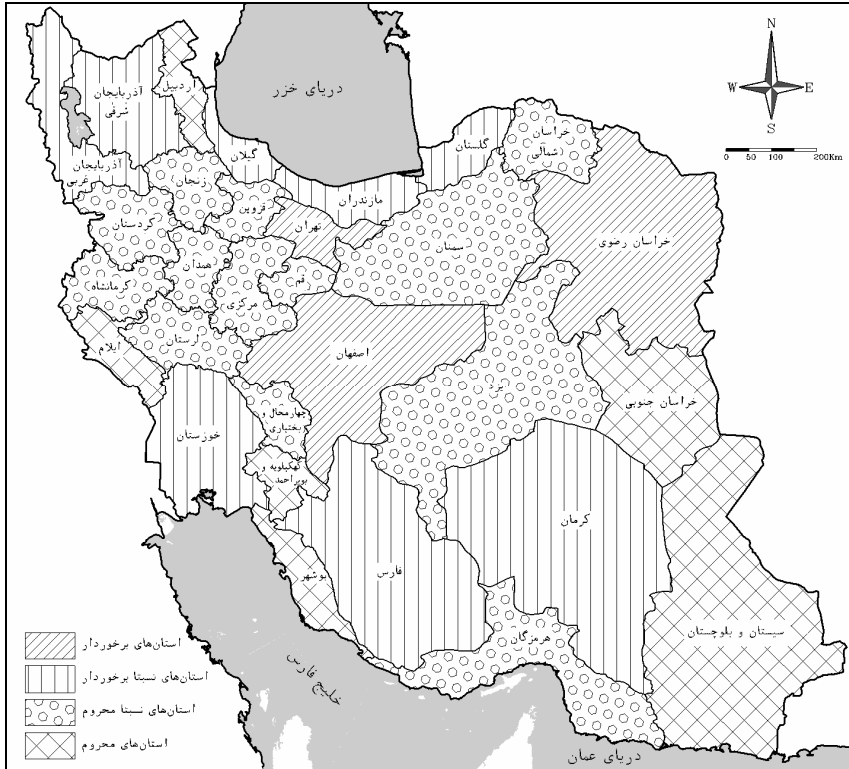 N
W E
S
0 50 100 200Km
دریای خزر
آذربایجان
شرقی
اردبیل
آذربایجان
غربی
گیلان
گلستان
خراسان
شمالی
زنجان
مازندران
قزوین
تهران
کردستان
سمنان
خراسان رضوی
همدان
قم
کرمانشاه
مرکزی
لرستان
ایلام
اصفهان
یزد
خراسان جنوبی
چهارمحال و
بختیاری
خوزستان
کهکیلویه و
بویراحمد
کرمان
فارس
بوشهر
هرمزگان
سیستان و بلوچستان
خلیج فارس
دریای عمان
استان‌های برخوردار
استان‌های نسبتا برخوردار
استان‌های نسبتا محروم
استان‌های محروم